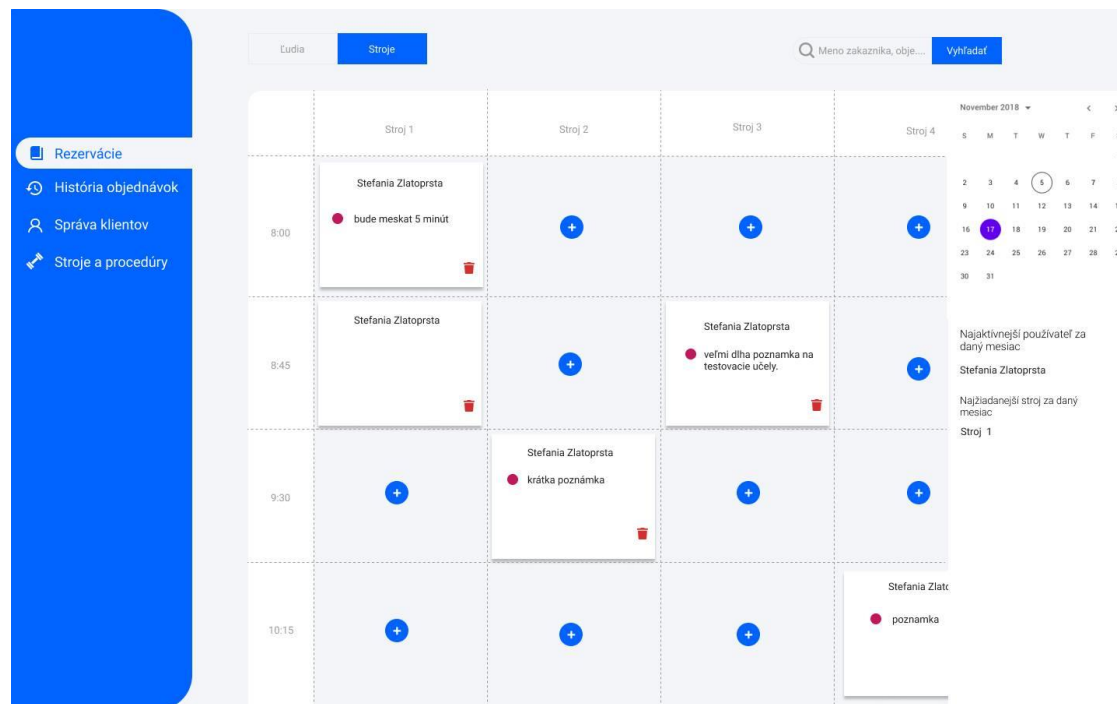 Ľudia
Stroje
Meno zakaznika, obje....
Vyhľadať
Rezervácie
História objednávok
Správa klientov
Stroje a procedúry
Stroj 1
Stroj 2
Stroj 3
Stroj 4
8:00
Stefania Zlatoprsta
bude meskat 5 minút
8:45
Stefania Zlatoprsta
Stefania Zlatoprsta
veľmi dlha poznamka na
testovacie učely.
9:30
Stefania Zlatoprsta
krátka poznámka
10:15
Stefania Zlato
poznamka
November 2018
S M T W T F
2 3 4 5 6 7
9 10 11 12 13 14
16 17 18 19 20 21
23 24 25 26 27 28
30 31
Najaktívnejší používateľ za
daný mesiac
Stefania Zlatoprsta
Najžiadanejší stroj za daný
mesiac
Stroj 1